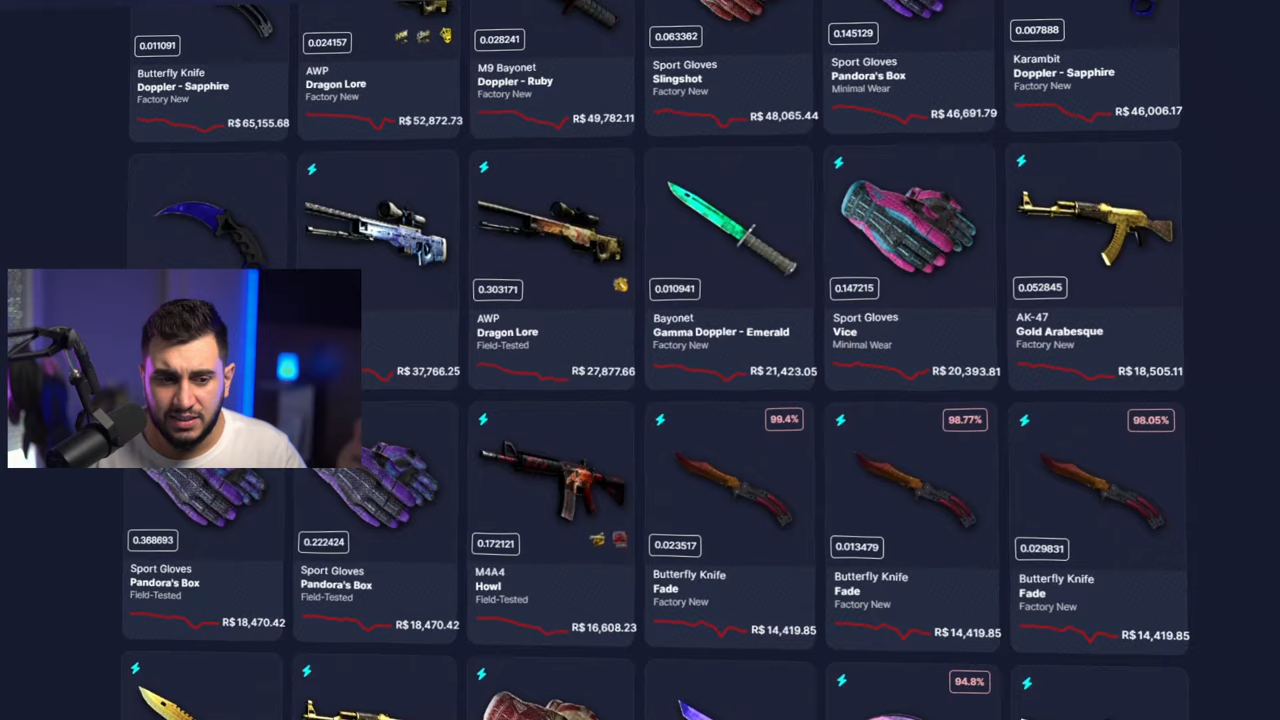 0.011091
Butterfly Knife
Doppler - Sapphire
Factory New
R$ 65,155.68
0.024157
AWP
Dragon Lore
Factory New
R$ 52,872.73
0.028241
M9 Bayonet
Doppler - Ruby
Factory New
R$ 49,782.11
0.063362
Sport Gloves
Slingshot
Factory New
R$ 48,065.44
0.145129
Sport Gloves
Pandora's Box
Minimal Wear
R$ 46,691.79
0.007888
Karambit
Doppler - Sapphire
Factory New
R$ 46,006.17
R$ 37,766.25
0.303171
AWP
Dragon Lore
Field-Tested
R$ 27,877.66
0.010941
Bayonet
Gamma Doppler - Emerald
Factory New
R$ 21,423.05
0.147215
Sport Gloves
Vice
Minimal Wear
R$ 20,393.81
0.052845
AK-47
Gold Arabesque
Factory New
R$ 18,505.11
0.368693
Sport Gloves
Pandora's Box
Field-Tested
R$ 18,470.42
0.222424
Sport Gloves
Pandora's Box
Field-Tested
R$ 18,470.42
0.172121
M4A4
Howl
Field-Tested
R$ 16,608.23
99.4%
0.023517
Butterfly Knife
Fade
Factory New
R$ 14,419.85
98.77%
0.013479
Butterfly Knife
Fade
Factory New
R$ 14,419.85
98.05%
0.029831
Butterfly Knife
Fade
Factory New
R$ 14,419.85
94.8%